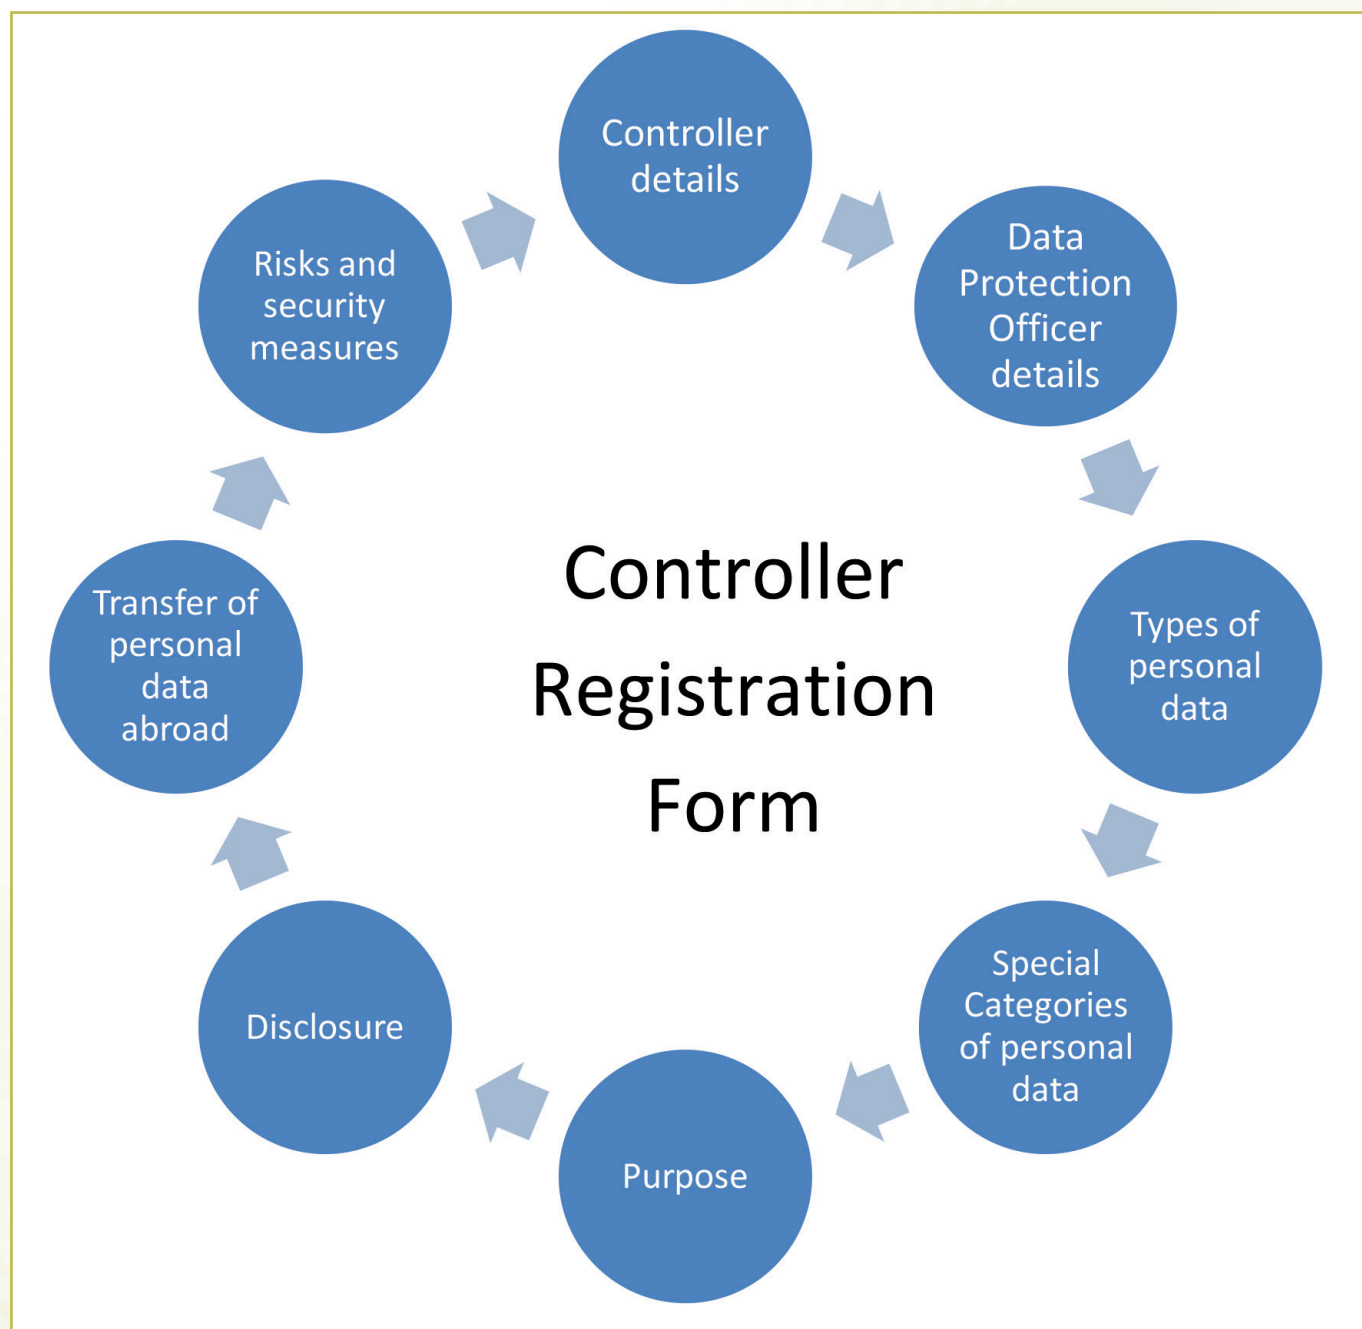 Controller
details
Data
Protection
Officer
details
Types of
personal
data
Special
Categories
of personal
data
Purpose
Disclosure
Transfer of
personal
data
abroad
Risks and
security
measures
Controller
Registration
Form